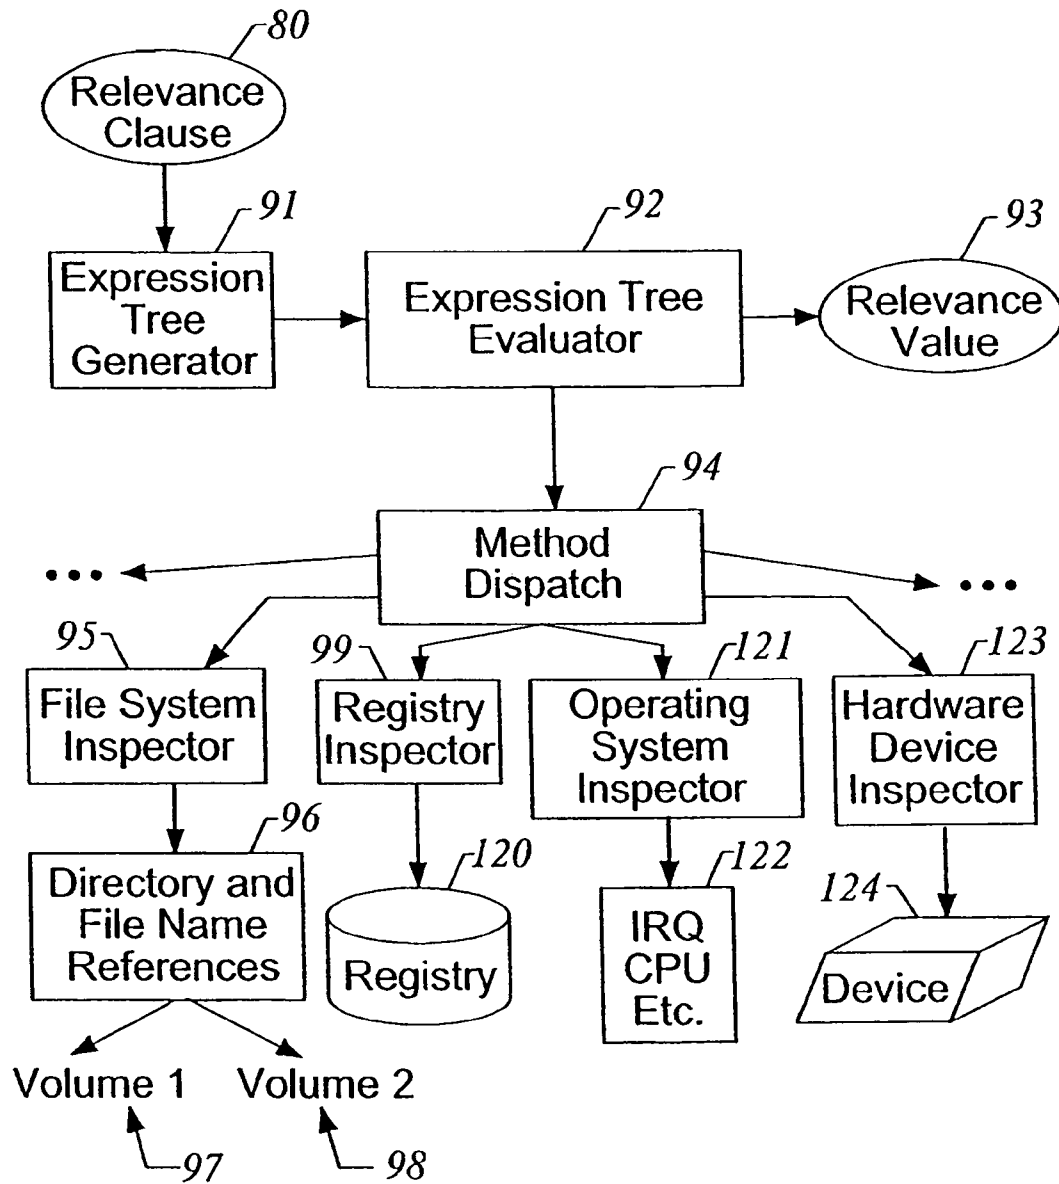 80
Relevance
Clause
91
92
93
Expression
Tree
Generator
Expression Tree
Evaluator
Relevance
Value
94
Method
Dispatch
•••
•••
95
99
121
123
File System
Inspector
Registry
Inspector
Operating
System
Inspector
Hardware
Device
Inspector
96
120
122
124
Directory and
File Name
References
Registry
IRQ
CPU
Etc.
Device
Volume 1
Volume 2
97
98